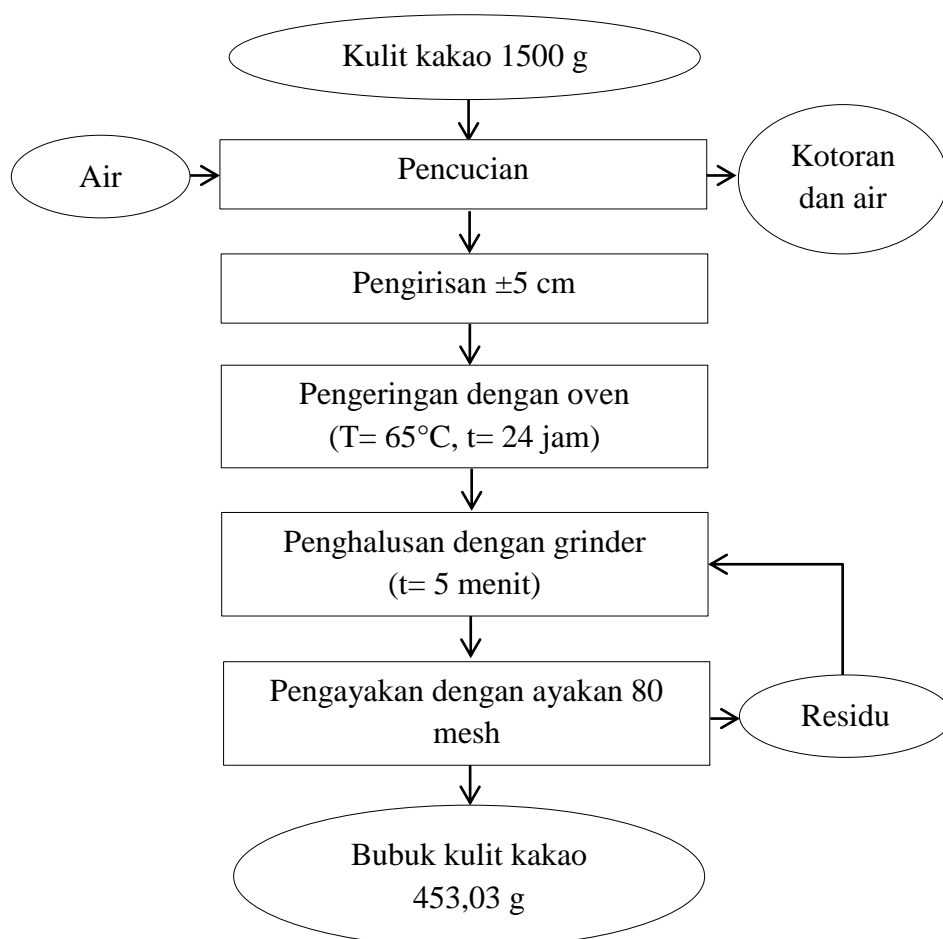 Kulit kakao 1500 g
Air
Pencucian
Kotoran
dan air
Pengirisan ±5 cm
Pengeringan dengan oven
(T= 65°C, t= 24 jam)
Penghalusan dengan grinder
(t= 5 menit)
Pengayakan dengan ayakan 80
mesh
Residu
Bubuk kulit kakao
453,03 g